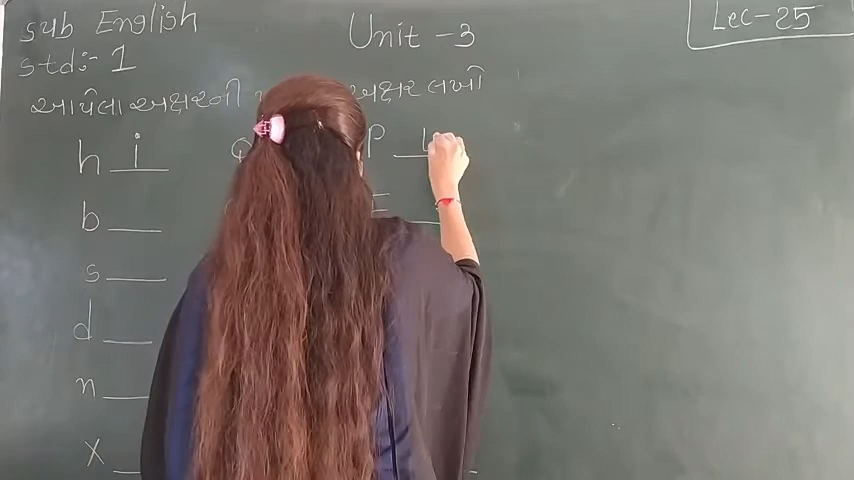 Sub English
Unit - 3
Lec-25
std:- 1
આપેલા અક્ષરની અક્ષર લખો
h i
P
b
s
d
n
x